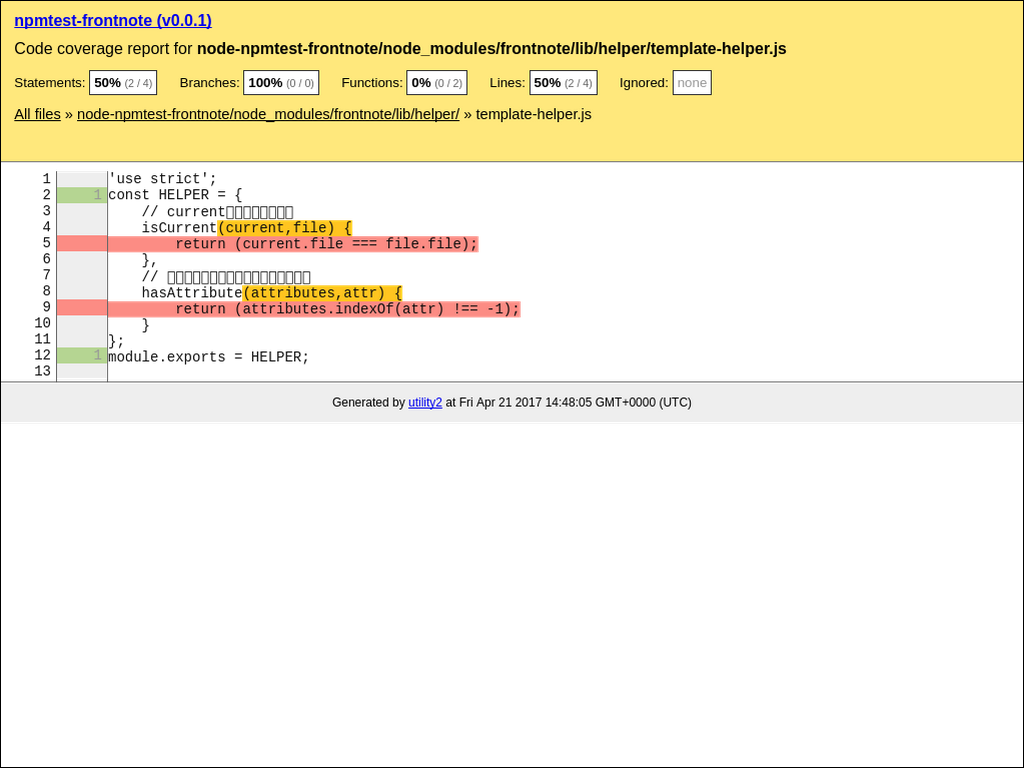 npmtest-frontnote (v0.0.1)
Code coverage report for node-npmtest-frontnote/node_modules/frontnote/lib/helper/template-helper.js
Statements: 50% (2 / 4) Branches: 100% (0 / 0) Functions: 0% (0 / 2) Lines: 50% (2 / 4) Ignored: none
All files » node-npmtest-frontnote/node_modules/frontnote/lib/helper/ » template-helper.js
1 'use strict';
2 1 const HELPER = {
3 // current
4 isCurrent(current,file) {
5 return (current.file === file.file);
6 },
7 //
8 hasAttribute(attributes,attr) {
9 return (attributes.indexOf(attr) !== -1);
10 }
11 };
12 1 module.exports = HELPER;
13
Generated by utility2 at Fri Apr 21 2017 14:48:05 GMT+0000 (UTC)